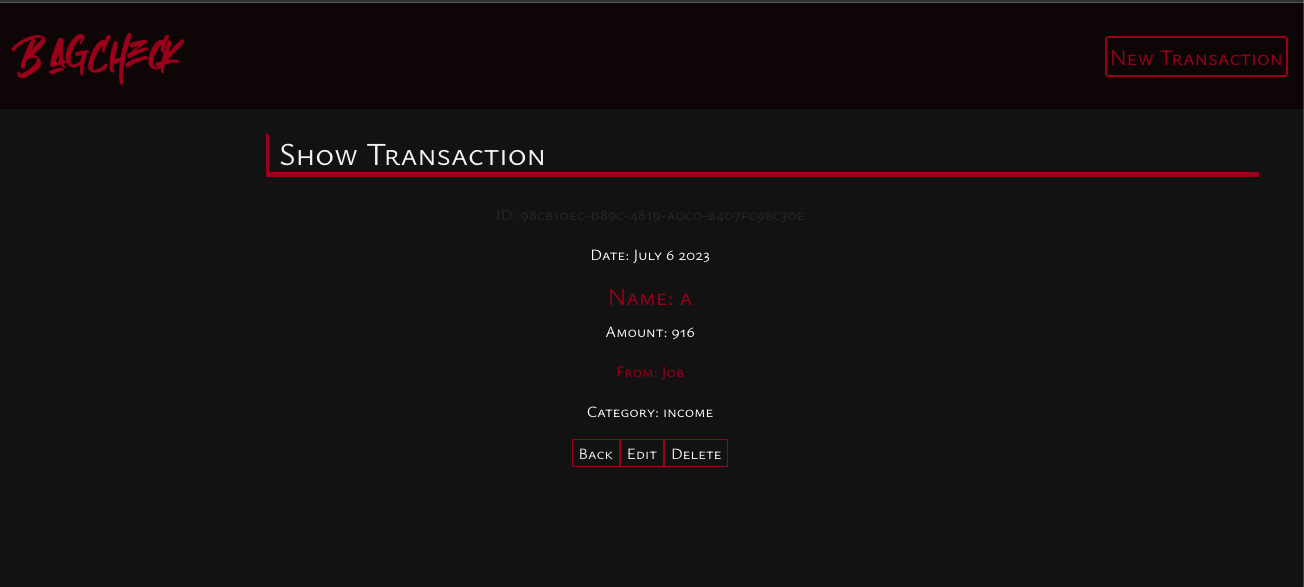 BAGCHECK
New Transaction
Show Transaction
ID: 98cb10ec-d89c-4819-a0c0-b407fc9bc30e
Date: July 6 2023
Name: a
Amount: 916
From: Job
Category: income
Back Edit Delete